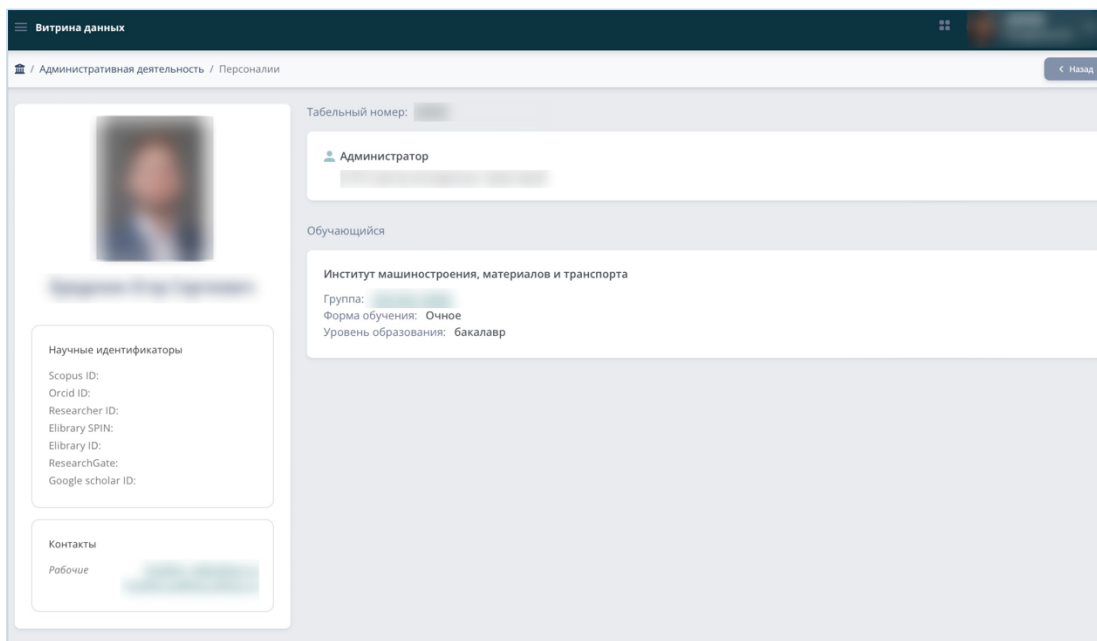 Витрина данных
/ Административная деятельность / Персоналии
< Назад
Табельный номер:
Администратор
Обучающийся
Институт машиностроения, материалов и транспорта
Группа:
Форма обучения: Очное
Уровень образования: бакалавр
Научные идентификаторы
Scopus ID:
Orcid ID:
Researcher ID:
Elibrary SPIN:
Elibrary ID:
ResearchGate:
Google scholar ID:
Контакты
Рабочие